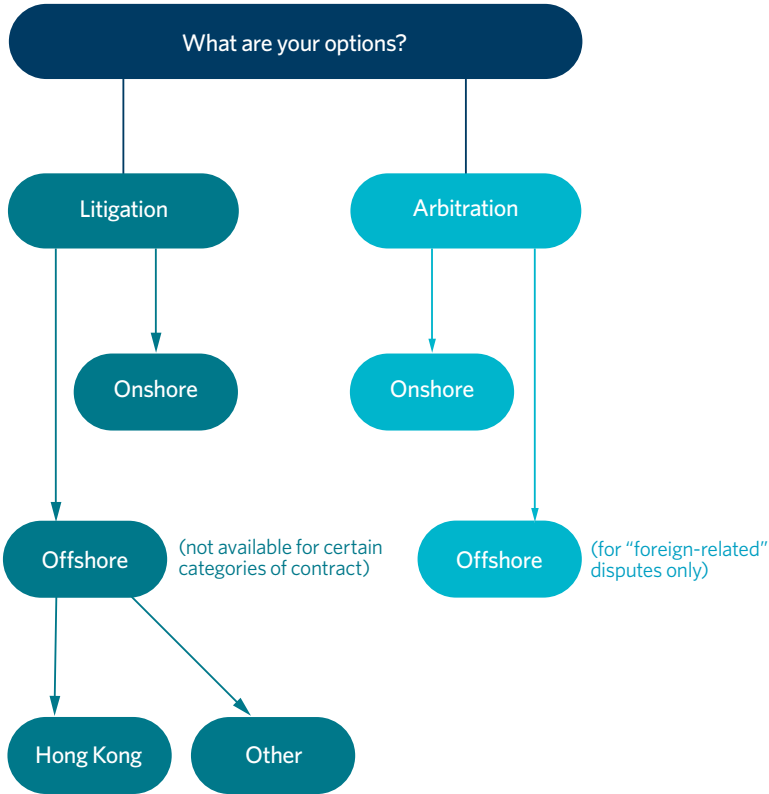 What are your options?
Litigation
Arbitration
Onshore
Onshore
Offshore
(not available for certain
categories of contract)
Offshore
(for “foreign-related”
disputes only)
Hong Kong
Other